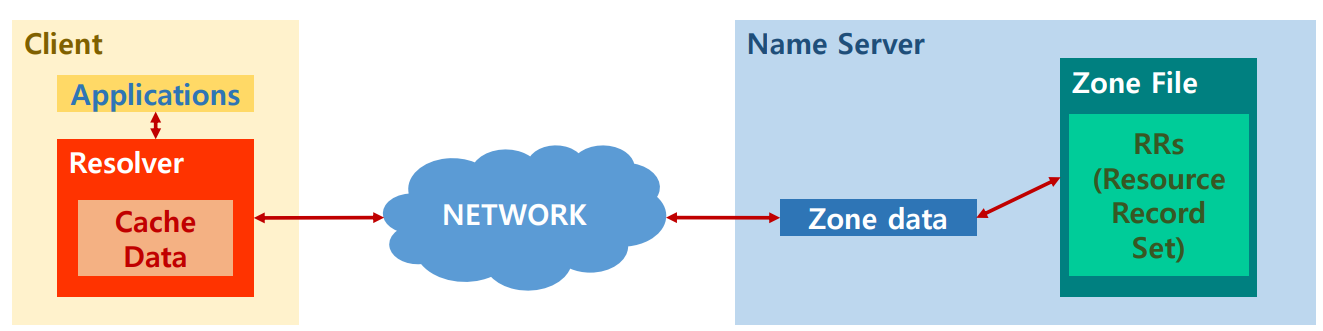 Client
Applications
Resolver
Cache
Data
NETWORK
Name Server
Zone data
Zone File
RRs
(Resource
Record
Set)